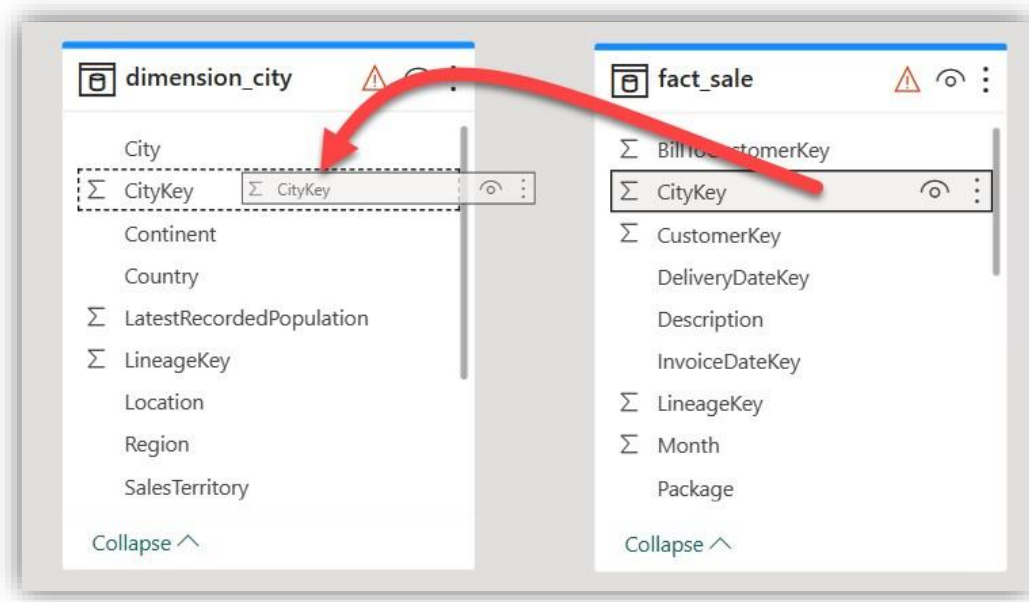 dimension_city
City
Σ CityKey
Σ CityKey
Continent
Country
Σ LatestRecordedPopulation
Σ LineageKey
Location
Region
SalesTerritory
Collapse
fact_sale
Σ BillToCustomerKey
Σ CityKey
Σ CustomerKey
DeliveryDateKey
Description
InvoiceDateKey
Σ LineageKey
Σ Month
Package
Collapse